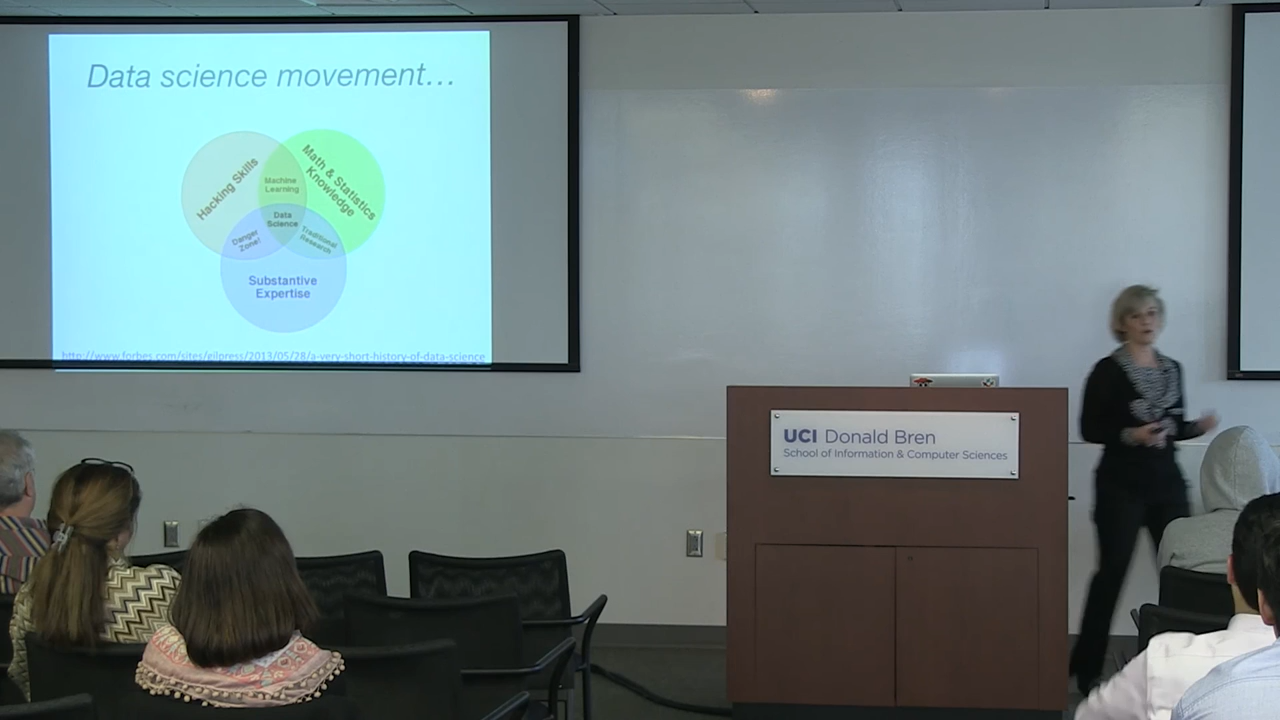 Data science movement...
Hacking Skills
Math & Statistics
Knowledge
Machine
Learning
Data
Science
Danger
Zone!
Traditional
Research
Substantive
Expertise
http://www.forbes.com/sites/gilpress/2013/05/28/a-very-short-history-of-data-science
UCI Donald Bren
School of Information & Computer Sciences